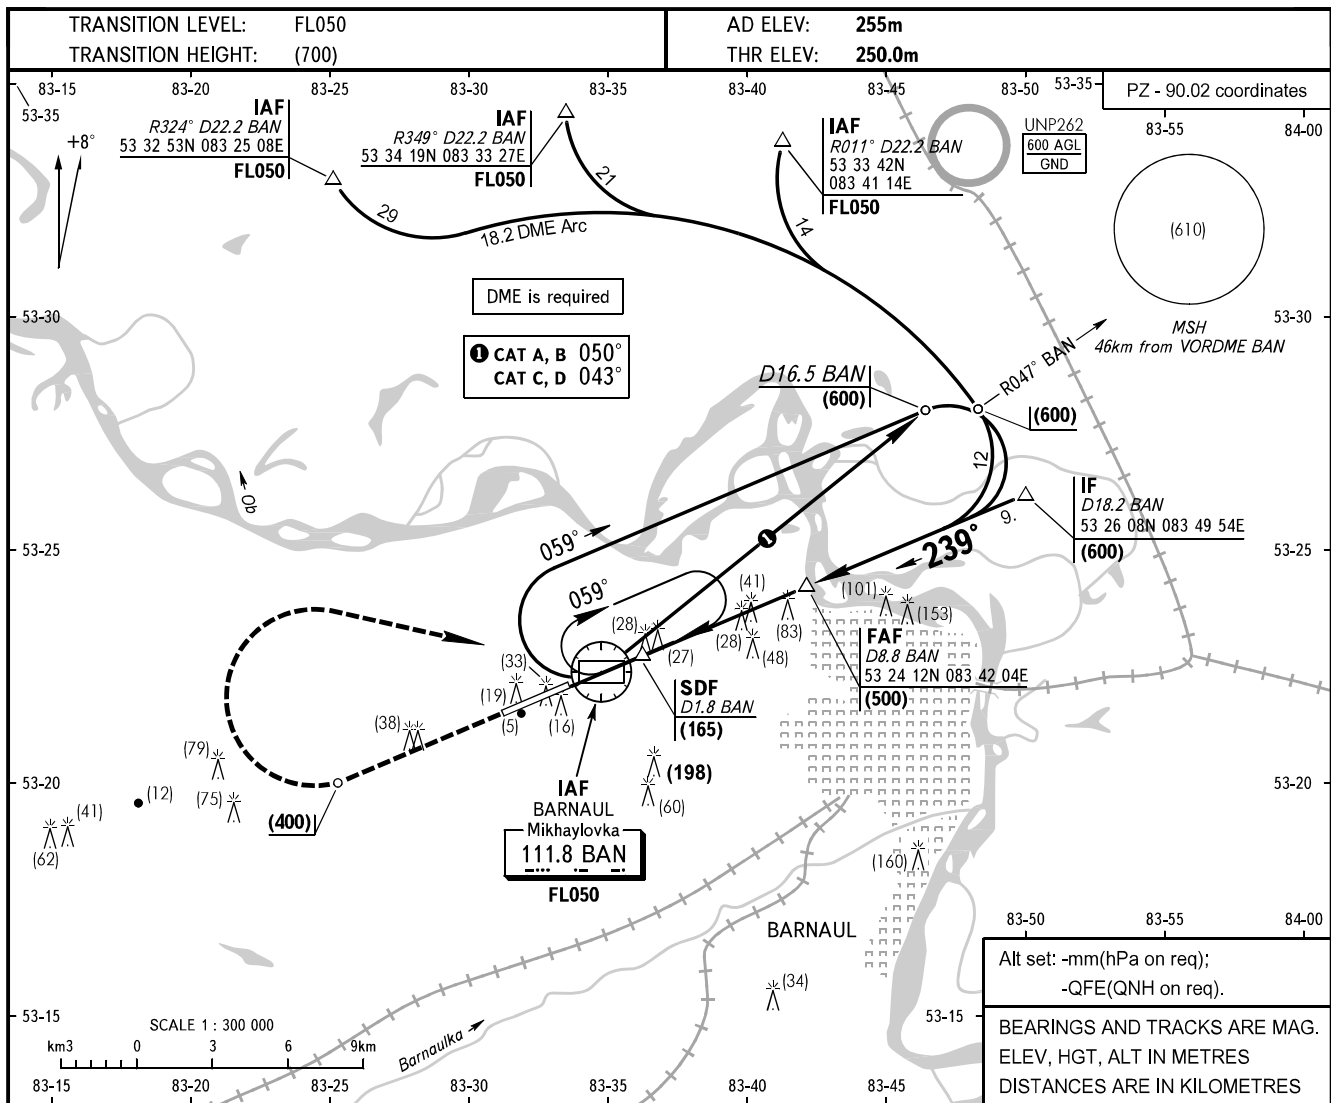 TRANSITION LEVEL: FL050
TRANSITION HEIGHT: (700)
AD ELEV: 255m
THR ELEV: 250.0m
83-15 83-20 83-25 83-30 83-35 83-40 83-45 83-50 53-35
PZ - 90.02 coordinates
53-35
83-55 84-00
+8°
IAF
R324° D22.2 BAN
53 32 53N 083 25 08E
FL050
IAF
R349° D22.2 BAN
53 34 19N 083 33 27E
FL050
IAF
R011° D22.2 BAN
53 33 42N
083 41 14E
FL050
UNP262
600 AGL
GND
29
21
14
18.2 DME Arc
(610)
MSH
46km from VORDME BAN
DME is required
53-30
53-30
1 CAT A, B 050°
CAT C, D 043°
D16.5 BAN
(600)
R047° BAN
(600)
12
9.
IF
D18.2 BAN
53 26 08N 083 49 54E
(600)
Ob
53-25
53-25
059°
1
239°
059°
(41)
(101)
(153)
(28)
(28)
(83)
(27)
(48)
FAF
D8.8 BAN
53 24 12N 083 42 04E
(500)
(33)
(19)
(5)
(16)
SDF
D1.8 BAN
(165)
(38)
(79)
(75)
(198)
(60)
53-20
53-20
(12)
(41)
(62)
(400)
IAF
BARNAUL
Mikhaylovka
111.8 BAN
FL050
(160)
BARNAUL
83-50 83-55 84-00
(34)
Alt set: -mm(hPa on req);
-QFE(QNH on req).
53-15
53-15
SCALE 1 : 300 000
km3 0 3 6 9km
Barnaulka
BEARINGS AND TRACKS ARE MAG.
ELEV, HGT, ALT IN METRES
DISTANCES ARE IN KILOMETRES
83-15 83-20 83-25 83-30 83-35 83-40 83-45